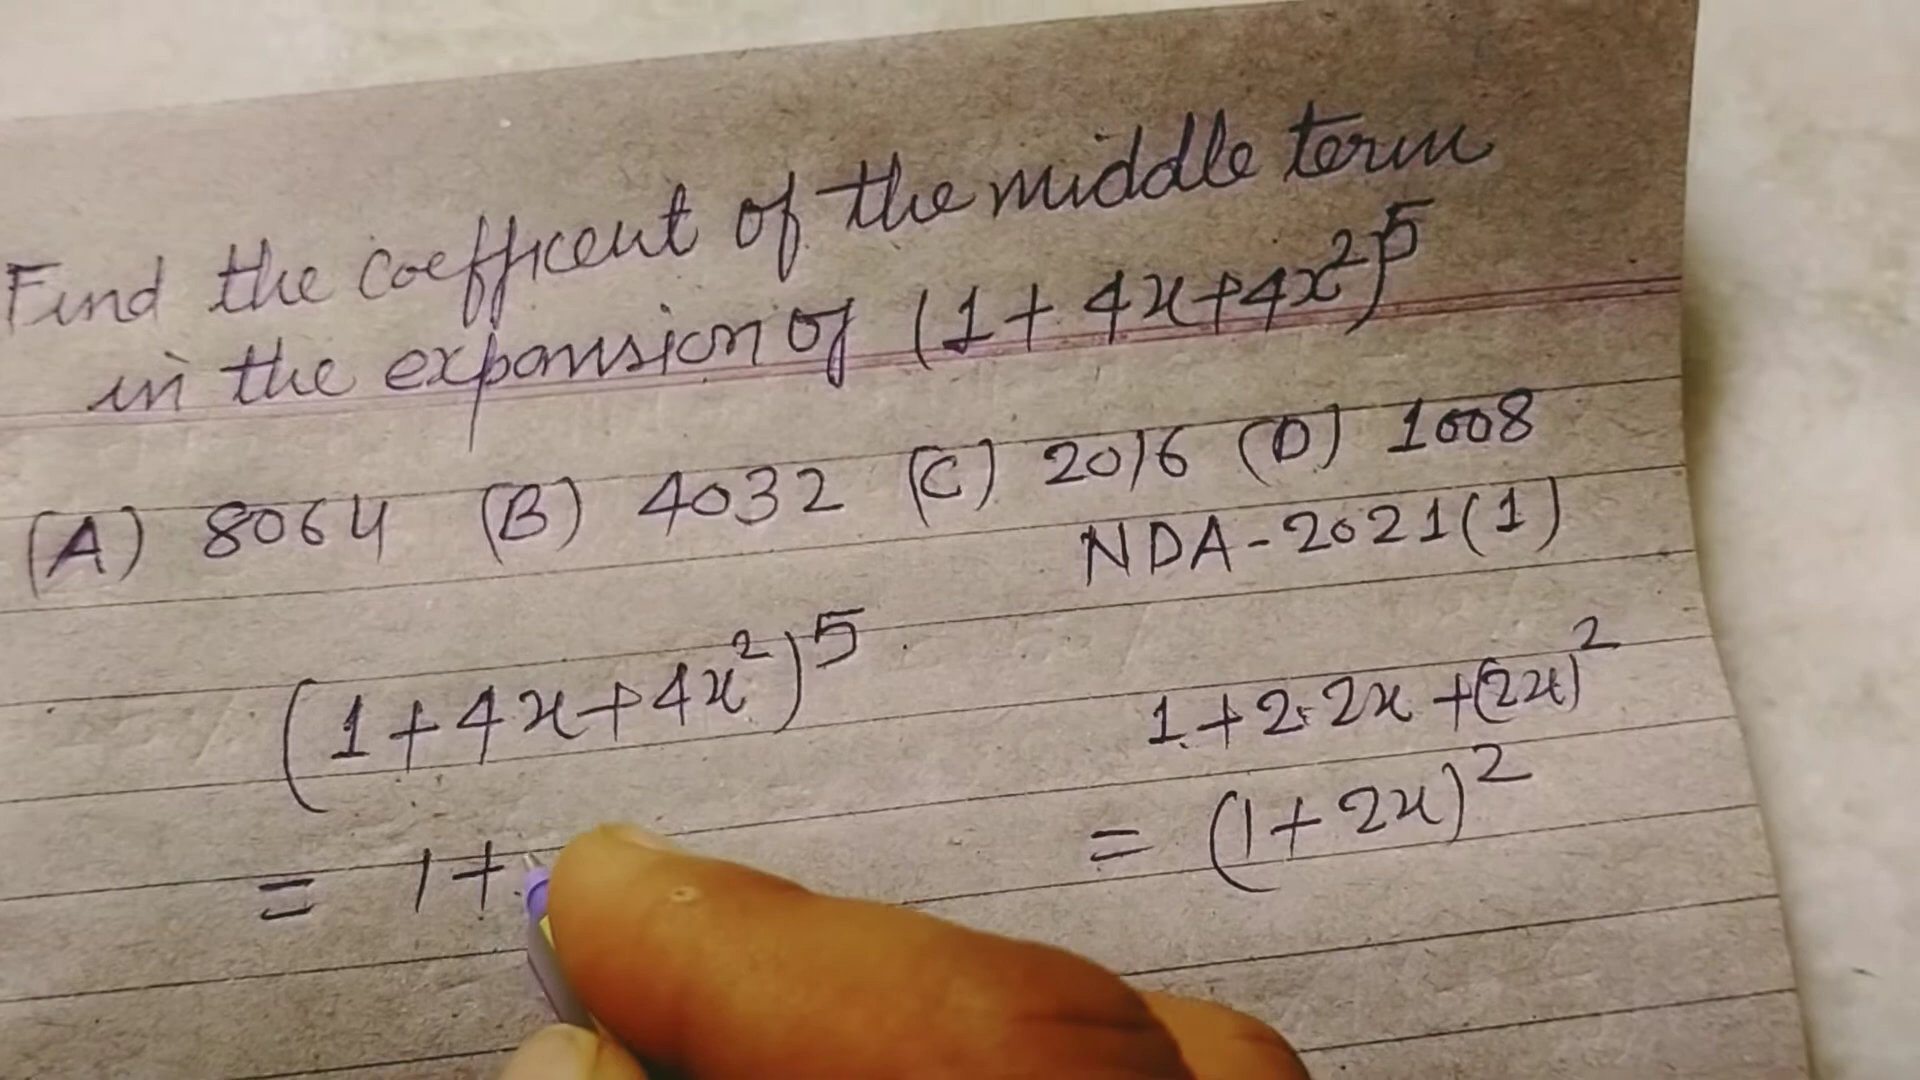 Find the coefficent of the middle term
in the expansion of (1 + 4x + 4x²)⁵
(A) 8064 (B) 4032 (C) 2016 (D) 1008
NDA-2021(1)
(1 + 4x + 4x²)⁵
1 + 2.2x + (2x)²
= (1 + 2x)²
= 1 +